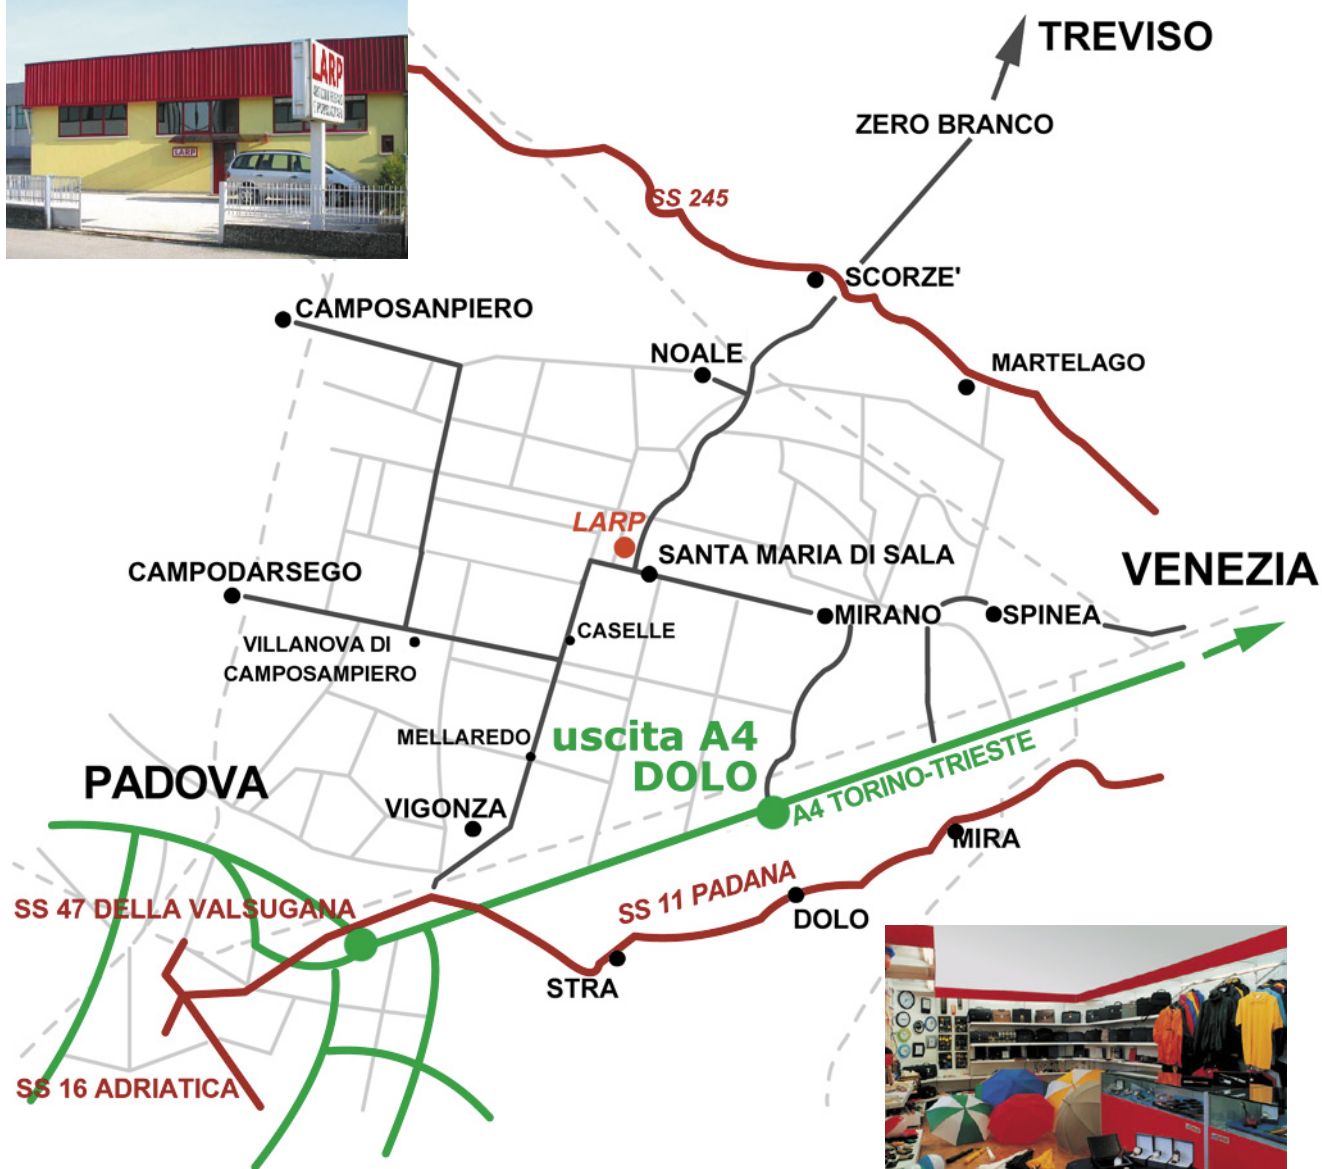 LARP
LARP
TREVISO
ZERO BRANCO
SS 245
SCORZE'
CAMPOSANPIERO
NOALE
MARTELAGO
LARP
SANTA MARIA DI SALA
VENEZIA
CAMPODARSEGO
MIRANO
SPINEA
CASELLE
VILLANOVA DI
CAMPOSAMPIERO
MELLAREDO
uscita A4
DOLO
PADOVA
VIGONZA
A4 TORINO-TRIESTE
MIRA
SS 11 PADANA
SS 47 DELLA VALSUGANA
DOLO
STRA
SS 16 ADRIATICA